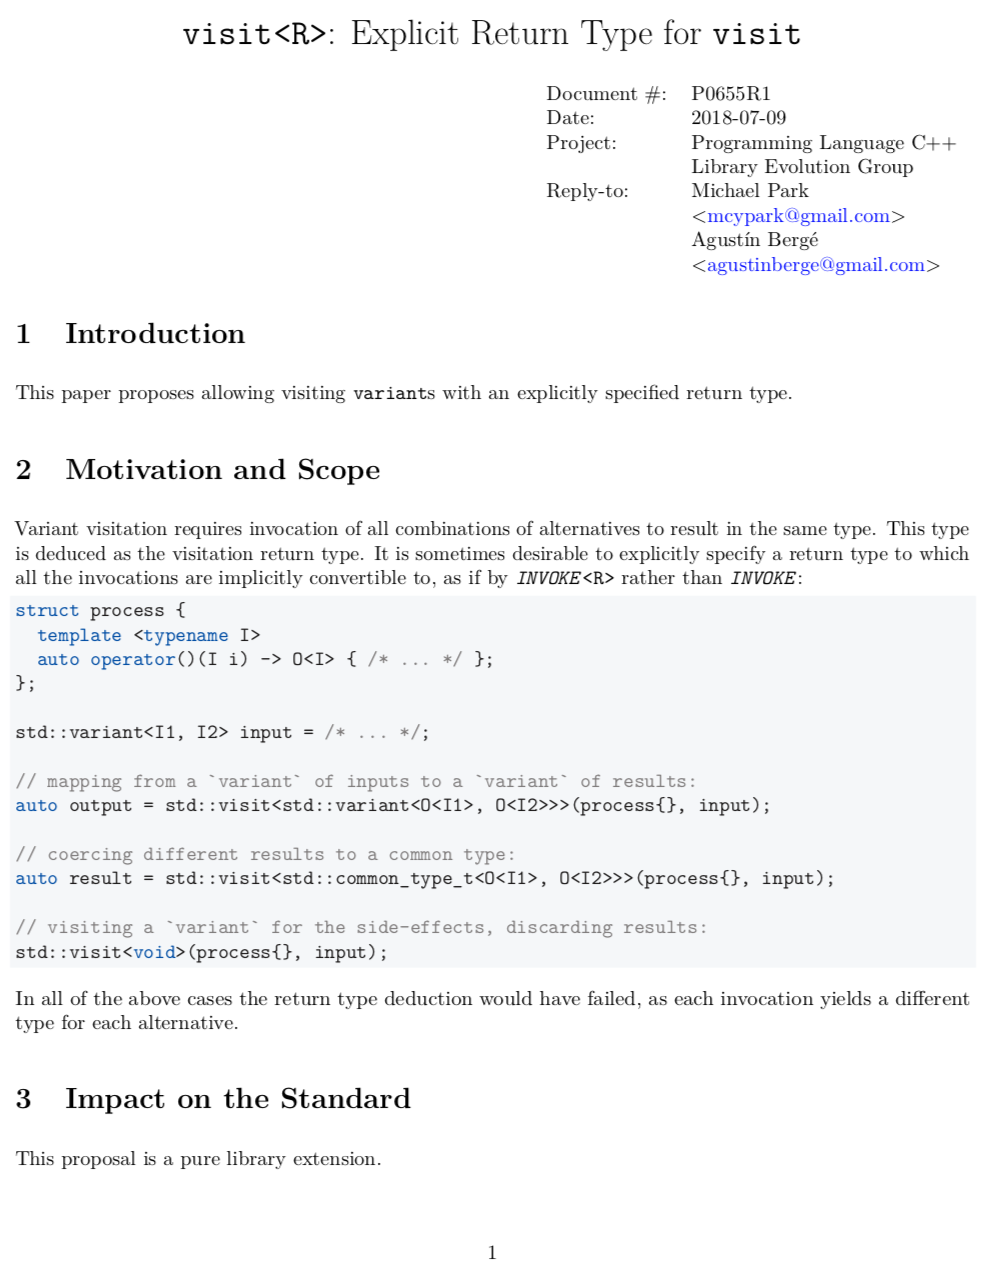 visit<R>: Explicit Return Type for visit
Document #: P0655R1
Date: 2018-07-09
Project: Programming Language C++
Library Evolution Group
Reply-to: Michael Park
<mcypark@gmail.com>
Agustín Bergé
<agustinberge@gmail.com>
1 Introduction
This paper proposes allowing visiting variants with an explicitly specified return type.
2 Motivation and Scope
Variant visitation requires invocation of all combinations of alternatives to result in the same type. This type
is deduced as the visitation return type. It is sometimes desirable to explicitly specify a return type to which
all the invocations are implicitly convertible to, as if by INVOKE<R> rather than INVOKE:
struct process {
  template <typename I>
  auto operator()(I i) -> O<I> { /* ... */ };
};
std::variant<I1, I2> input = /* ... */;
// mapping from a `variant` of inputs to a `variant` of results:
auto output = std::visit<std::variant<O<I1>, O<I2>>>(process{}, input);
// coercing different results to a common type:
auto result = std::visit<std::common_type_t<O<I1>, O<I2>>>(process{}, input);
// visiting a `variant` for the side-effects, discarding results:
std::visit<void>(process{}, input);
In all of the above cases the return type deduction would have failed, as each invocation yields a different
type for each alternative.
3 Impact on the Standard
This proposal is a pure library extension.
1